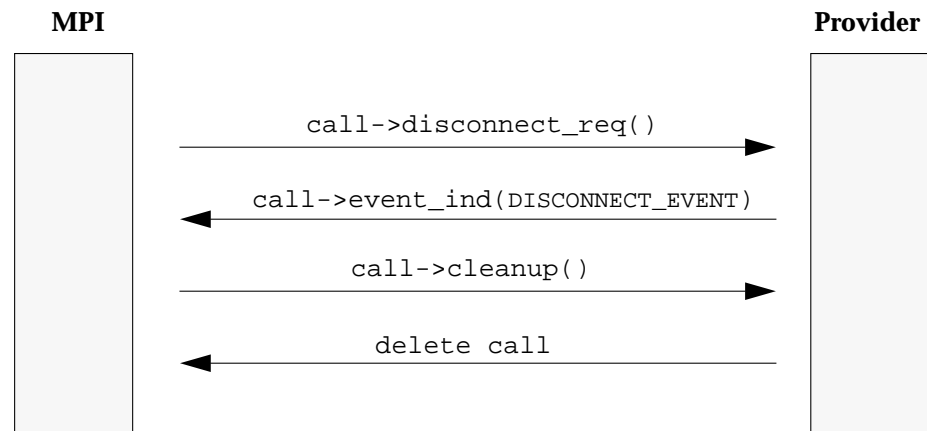 MPI Provider
call->disconnect_req()
call->event_ind(DISCONNECT_EVENT)
call->cleanup()
delete call